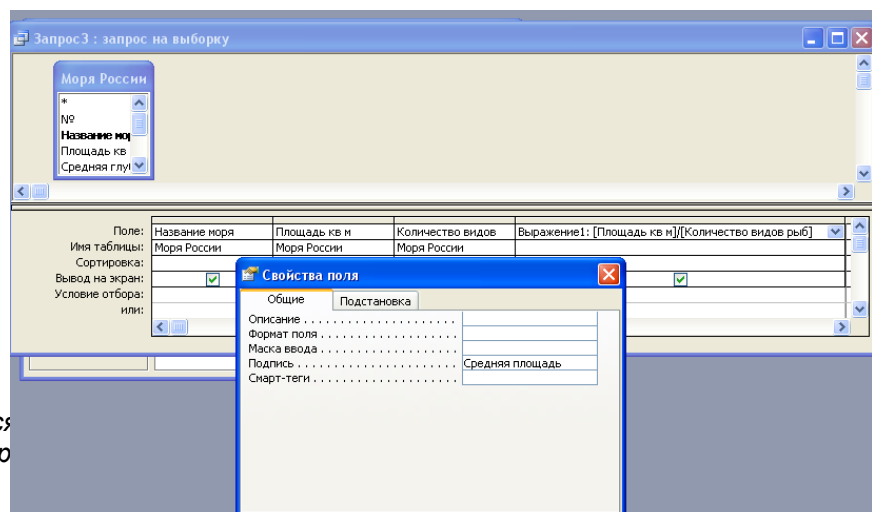 Запрос3 : запрос на выборку
Моря России
*
№
Название мор
Площадь кв
Средняя глу
Поле: Название моря Площадь кв м Количество видов Выражение1: [Площадь кв м]/[Количество видов рыб]
Имя таблицы: Моря России Моря России Моря России
Сортировка:
Вывод на экран:
Условие отбора:
или:
Свойства поля
Общие Подстановка
Описание . . . . . . . . . . . . . . . . . . . . . .
Формат поля . . . . . . . . . . . . . . . . . . . .
Маска ввода . . . . . . . . . . . . . . . . . . . .
Подпись . . . . . . . . . . . . . . . . . . . . . . . Средняя площадь
Смарт-теги . . . . . . . . . . . . . . . . . . . . .
ся
р